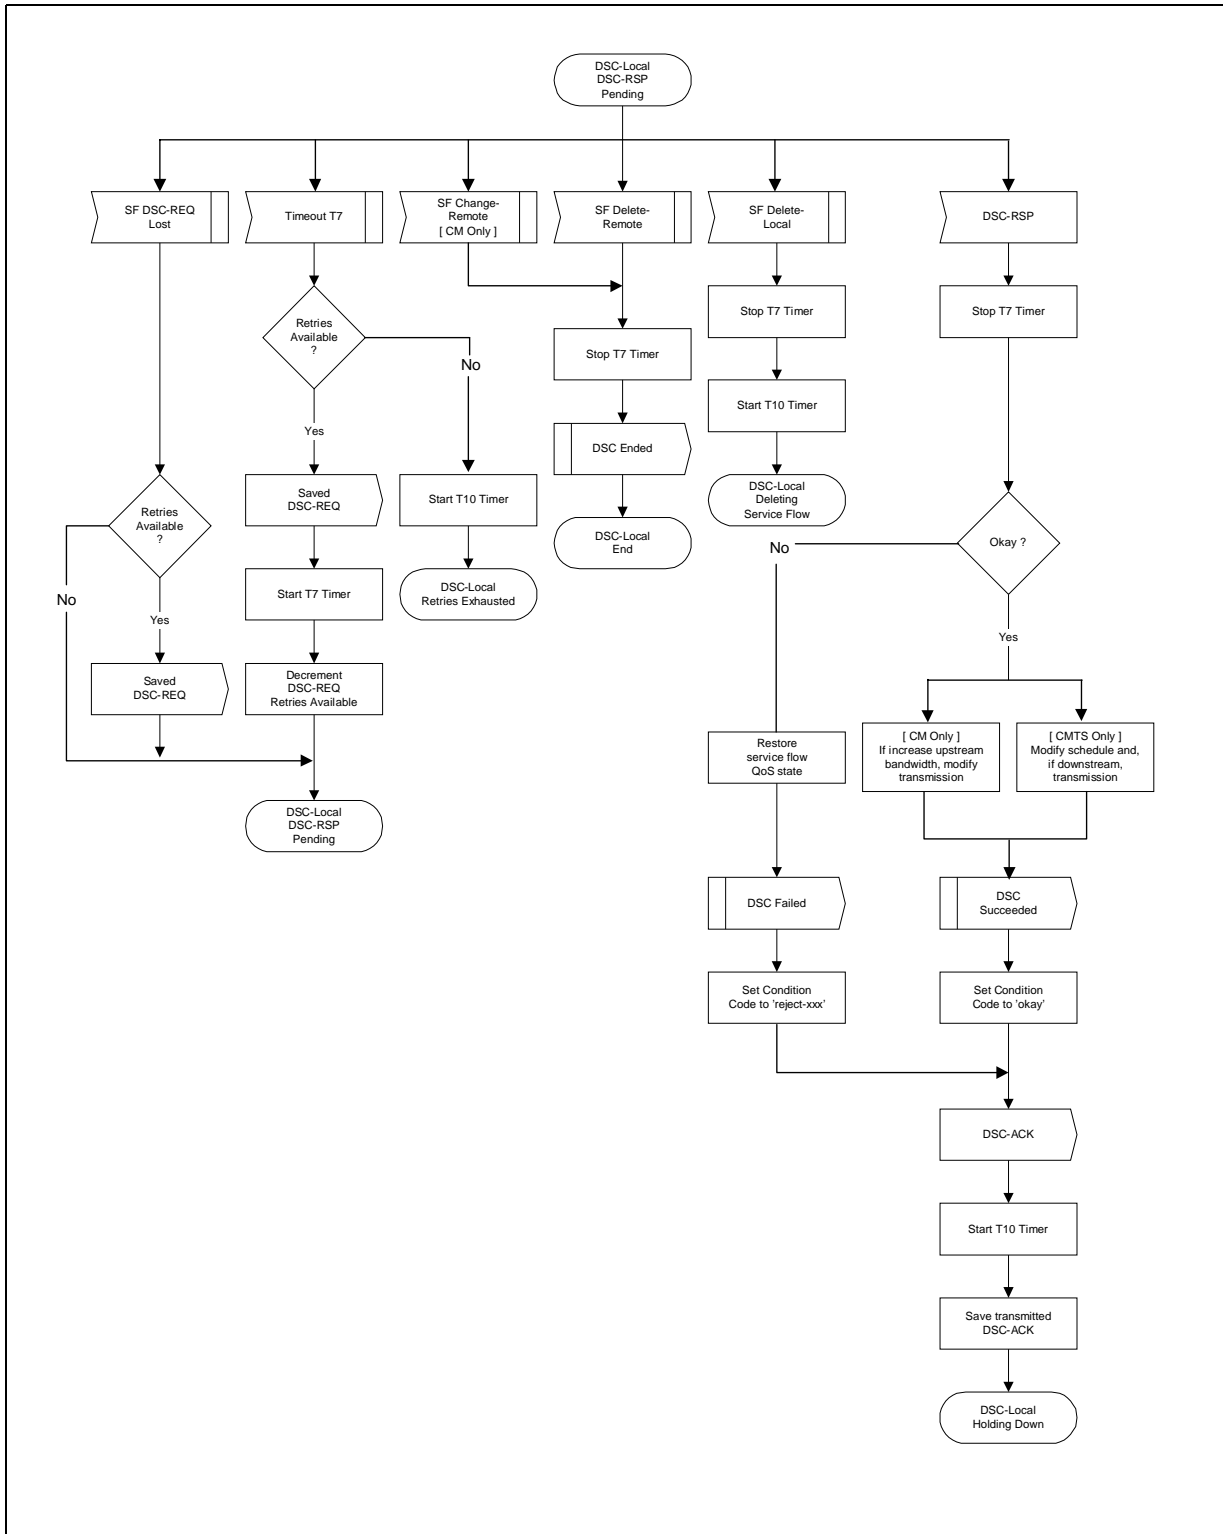 DSC-Local
DSC-RSP
Pending
SF DSC-REQ
Lost
Timeout T7
SF Change-
Remote
[ CM Only ]
SF Delete-
Remote
SF Delete-
Local
DSC-RSP
Retries
Available
?
No
Yes
Stop T7 Timer
Stop T7 Timer
Stop T7 Timer
Start T10 Timer
DSC Ended
DSC-Local
End
DSC-Local
Deleting
Service Flow
Saved
DSC-REQ
Start T10 Timer
DSC-Local
Retries Exhausted
Start T7 Timer
Decrement
DSC-REQ
Retries Available
Retries
Available
?
No
Yes
Saved
DSC-REQ
DSC-Local
DSC-RSP
Pending
Okay ?
No
Yes
Restore
service flow
QoS state
[ CM Only ]
If increase upstream
bandwidth, modify
transmission
[ CMTS Only ]
Modify schedule and,
if downstream,
transmission
DSC Failed
DSC
Succeeded
Set Condition
Code to 'reject-xxx'
Set Condition
Code to 'okay'
DSC-ACK
Start T10 Timer
Save transmitted
DSC-ACK
DSC-Local
Holding Down